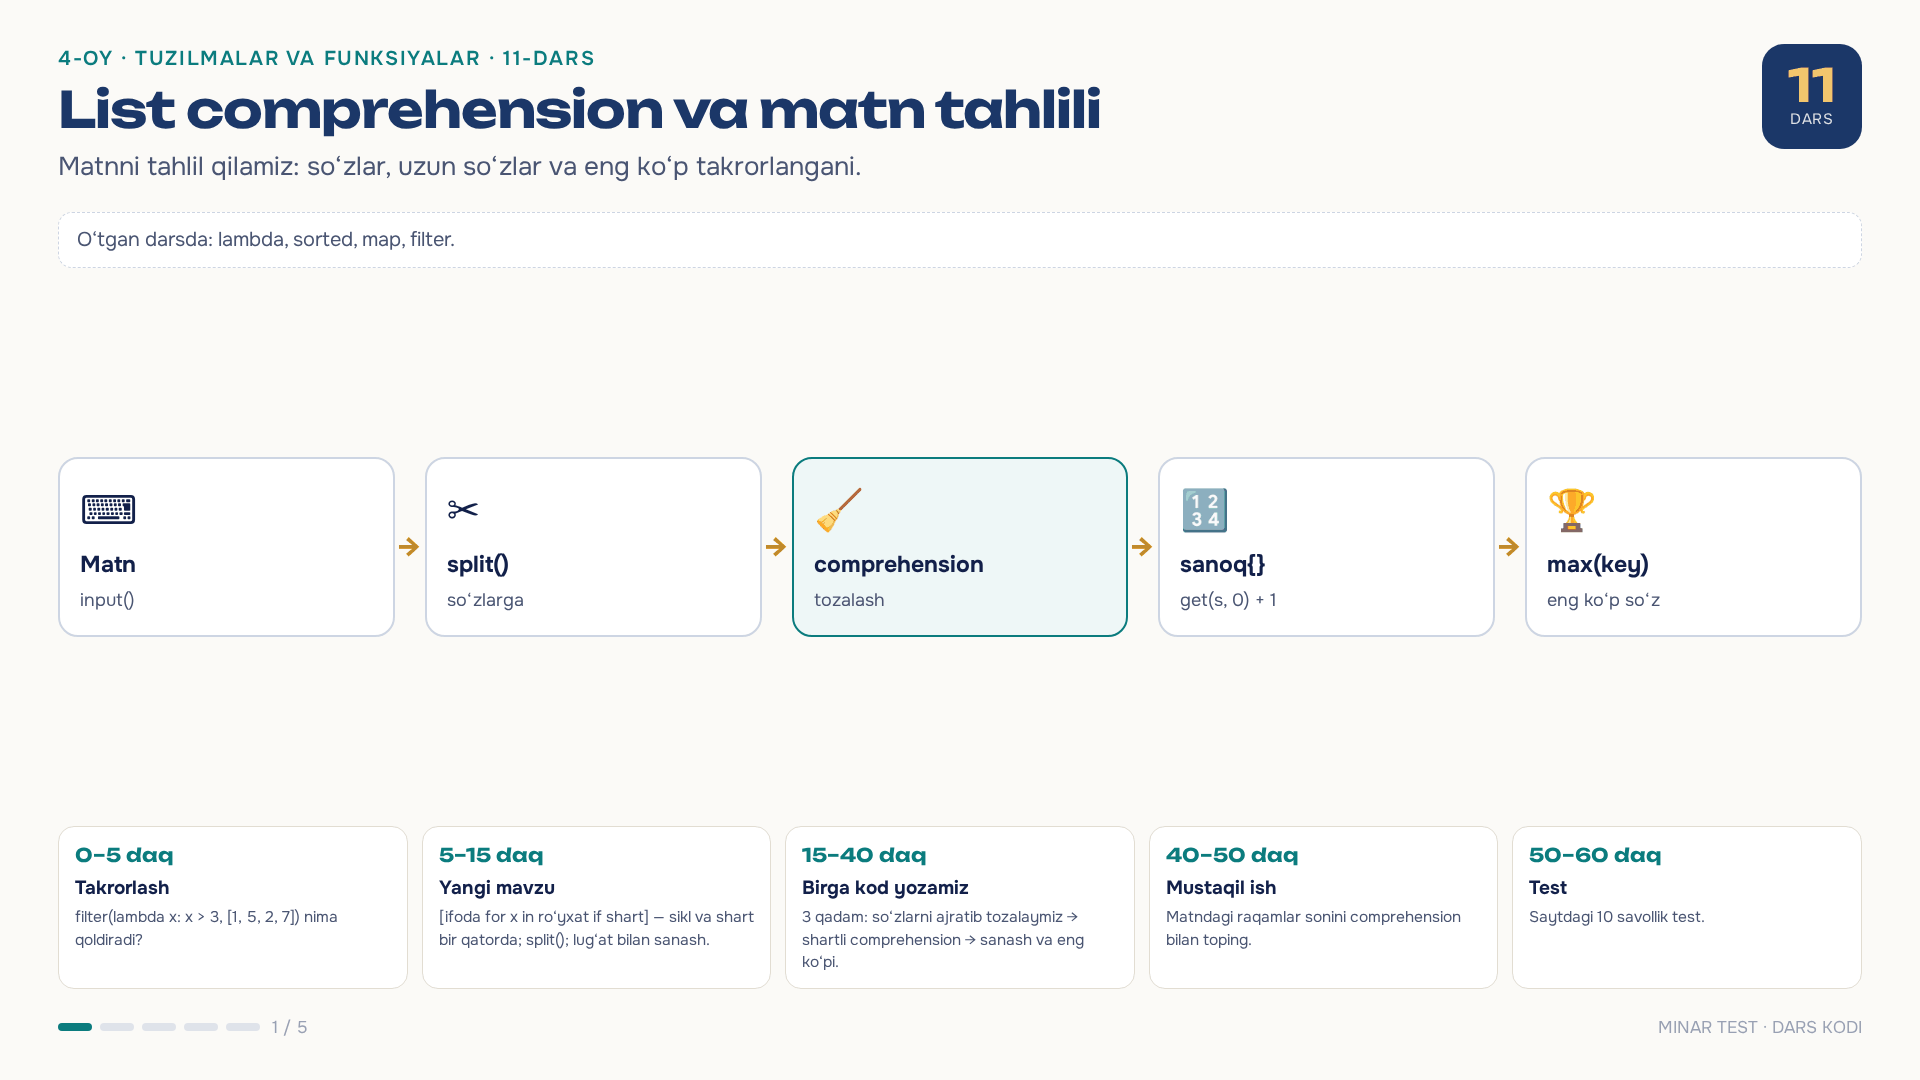 4-OY · TUZILMALAR VA FUNKSIYALAR · 11-DARS
List comprehension va matn tahlili
Matnni tahlil qilamiz: so‘zlar, uzun so‘zlar va eng ko‘p takrorlangani.
11
DARS
O‘tgan darsda: lambda, sorted, map, filter.
Matn
input()
→
split()
so‘zlarga
→
comprehension
tozalash
→
1 2
3 4
sanoq{}
get(s, 0) + 1
→
max(key)
eng ko‘p so‘z
0–5 daq
Takrorlash
filter(lambda x: x > 3, [1, 5, 2, 7]) nima
qoldiradi?
5–15 daq
Yangi mavzu
[ifoda for x in ro‘yxat if shart] — sikl va shart
bir qatorda; split(); lug‘at bilan sanash.
15–40 daq
Birga kod yozamiz
3 qadam: so‘zlarni ajratib tozalaymiz →
shartli comprehension → sanash va eng
ko‘pi.
40–50 daq
Mustaqil ish
Matndagi raqamlar sonini comprehension
bilan toping.
50–60 daq
Test
Saytdagi 10 savollik test.
1 / 5
MINAR TEST · DARS KODI